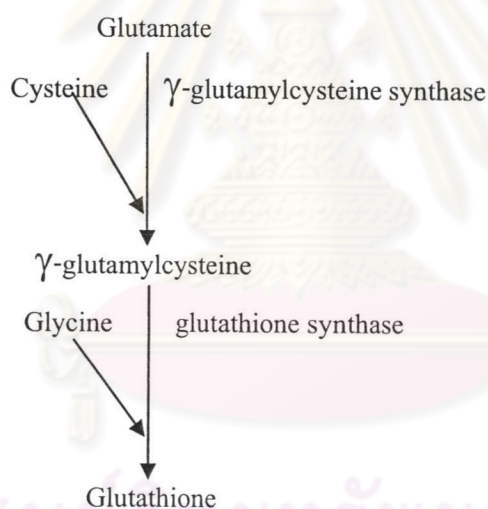 Glutamate
Cysteine
γ-glutamylcysteine synthase
γ-glutamylcysteine
Glycine
glutathione synthase
Glutathione